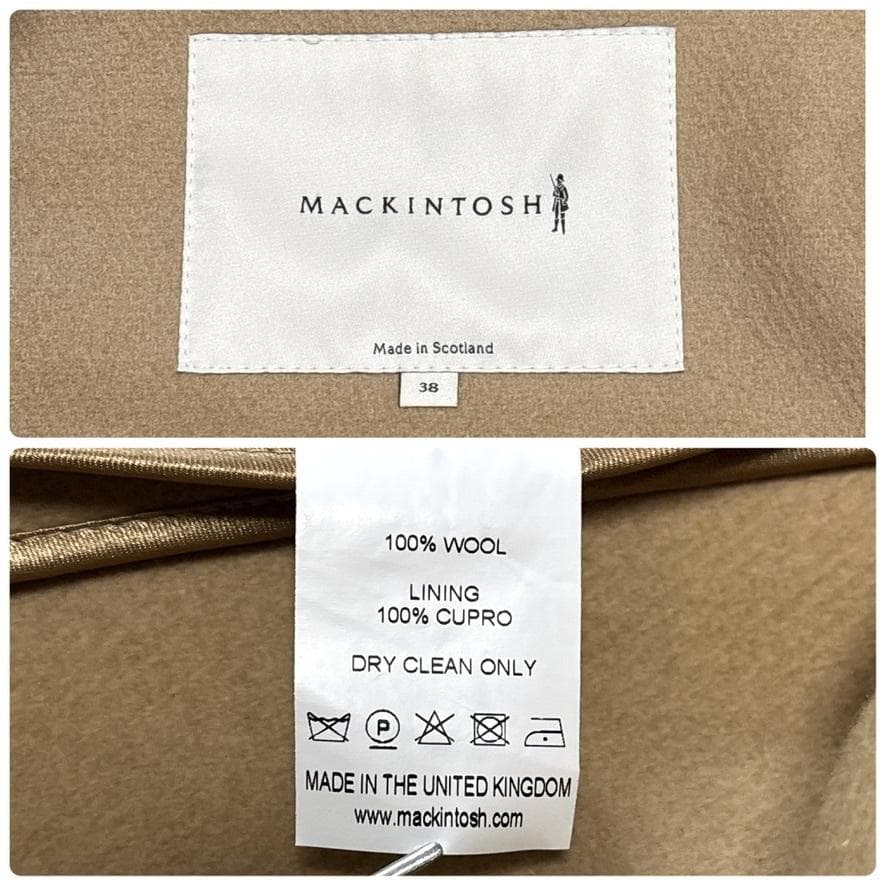 MACKINTOSH
Made in Scotland
38
100% WOOL
LINING
100% CUPRO
DRY CLEAN ONLY
P
MADE IN THE UNITED KINGDOM
www.mackintosh.com